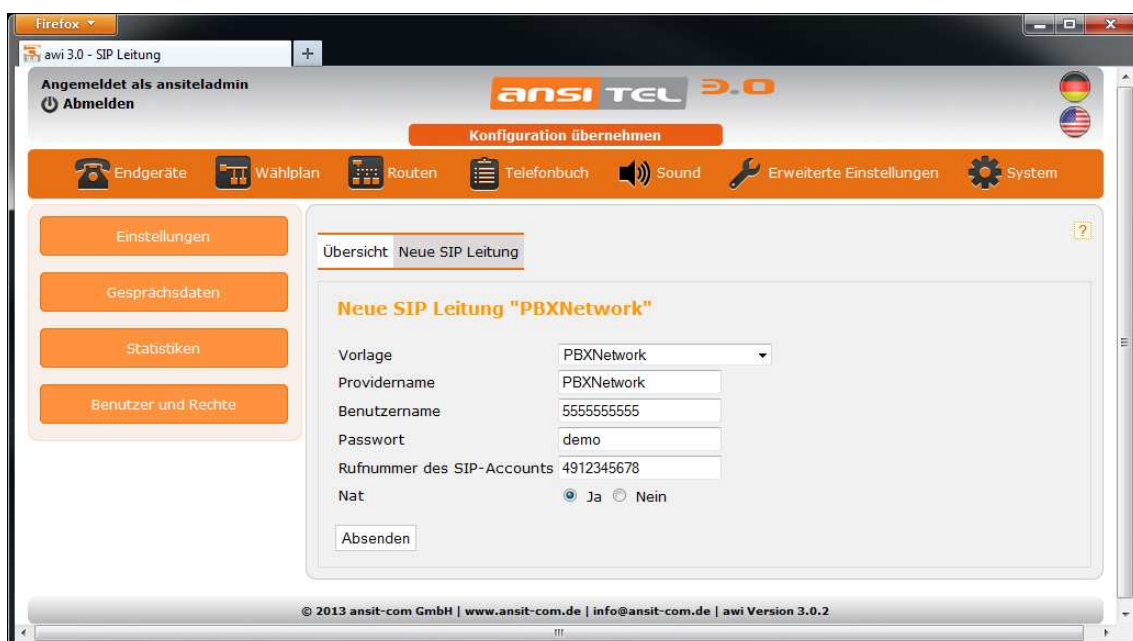 Firefox
awi 3.0 - SIP Leitung
+
Angemeldet als ansiteladmin
Abmelden
ansi TEL 3.0
Konfiguration übernehmen
Endgeräte Wählplan Routen Telefonbuch Sound Erweiterte Einstellungen System
Einstellungen
Gesprächsdaten
Statistiken
Benutzer und Rechte
?
Übersicht Neue SIP Leitung
Neue SIP Leitung "PBXNetwork"
Vorlage PBXNetwork
Providername PBXNetwork
Benutzername 5555555555
Passwort demo
Rufnummer des SIP-Accounts 4912345678
Nat Ja Nein
Absenden
© 2013 ansit-com GmbH | www.ansit-com.de | info@ansit-com.de | awi Version 3.0.2